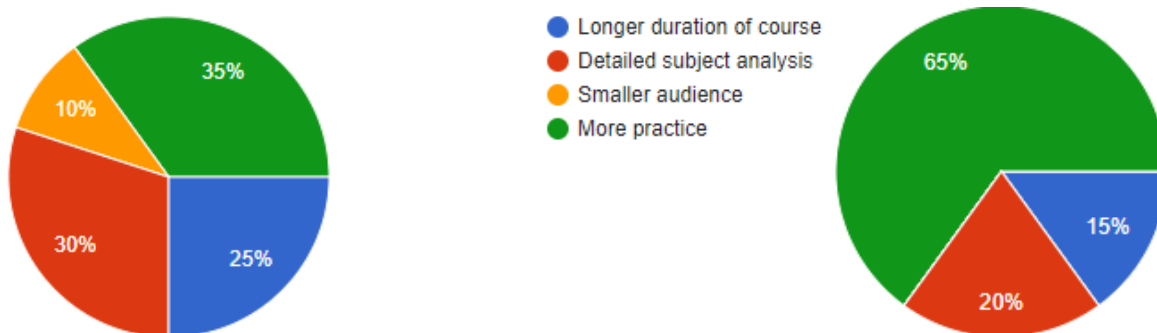 35%
10%
30%
25%
Longer duration of course
Detailed subject analysis
Smaller audience
More practice
65%
15%
20%